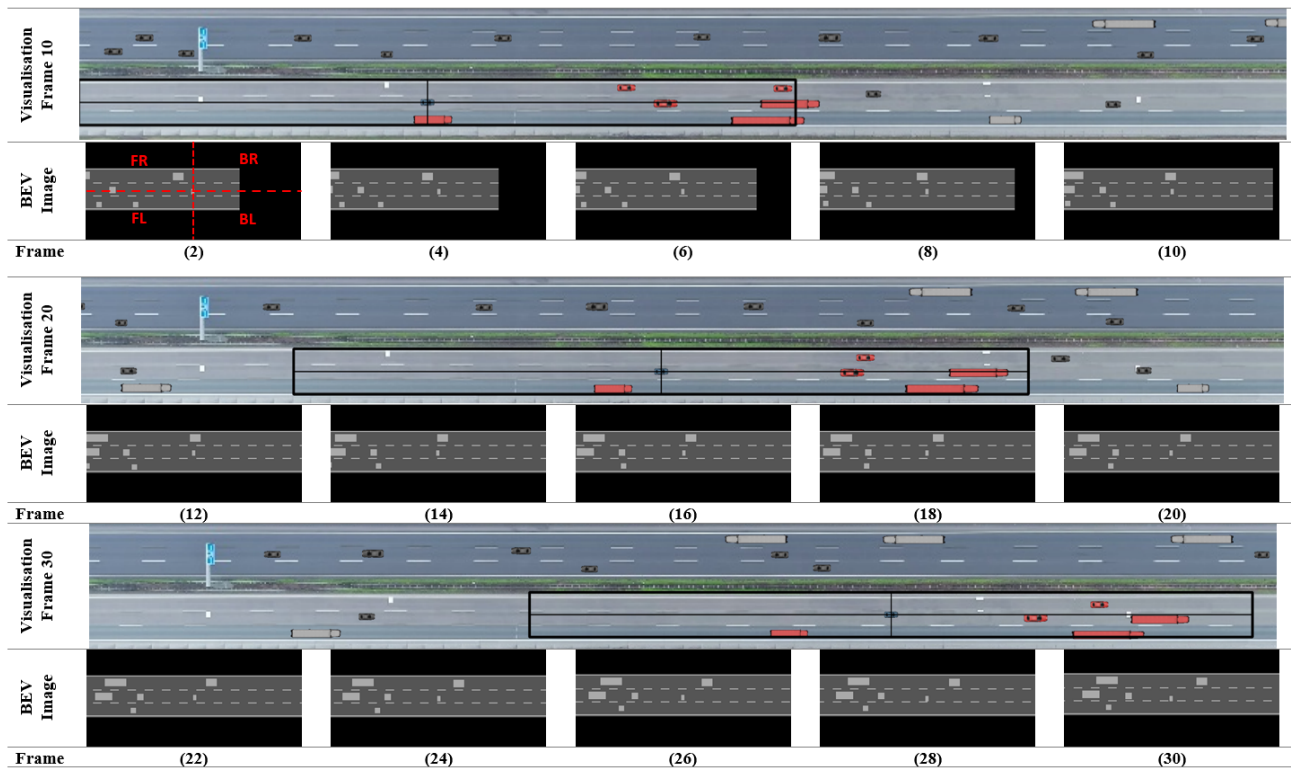 Visualisation
Frame 10
BEV
Image
FR
BR
FL
BL
Frame (2) (4) (6) (8) (10)
Visualisation
Frame 20
BEV
Image
Frame (12) (14) (16) (18) (20)
Visualisation
Frame 30
BEV
Image
Frame (22) (24) (26) (28) (30)